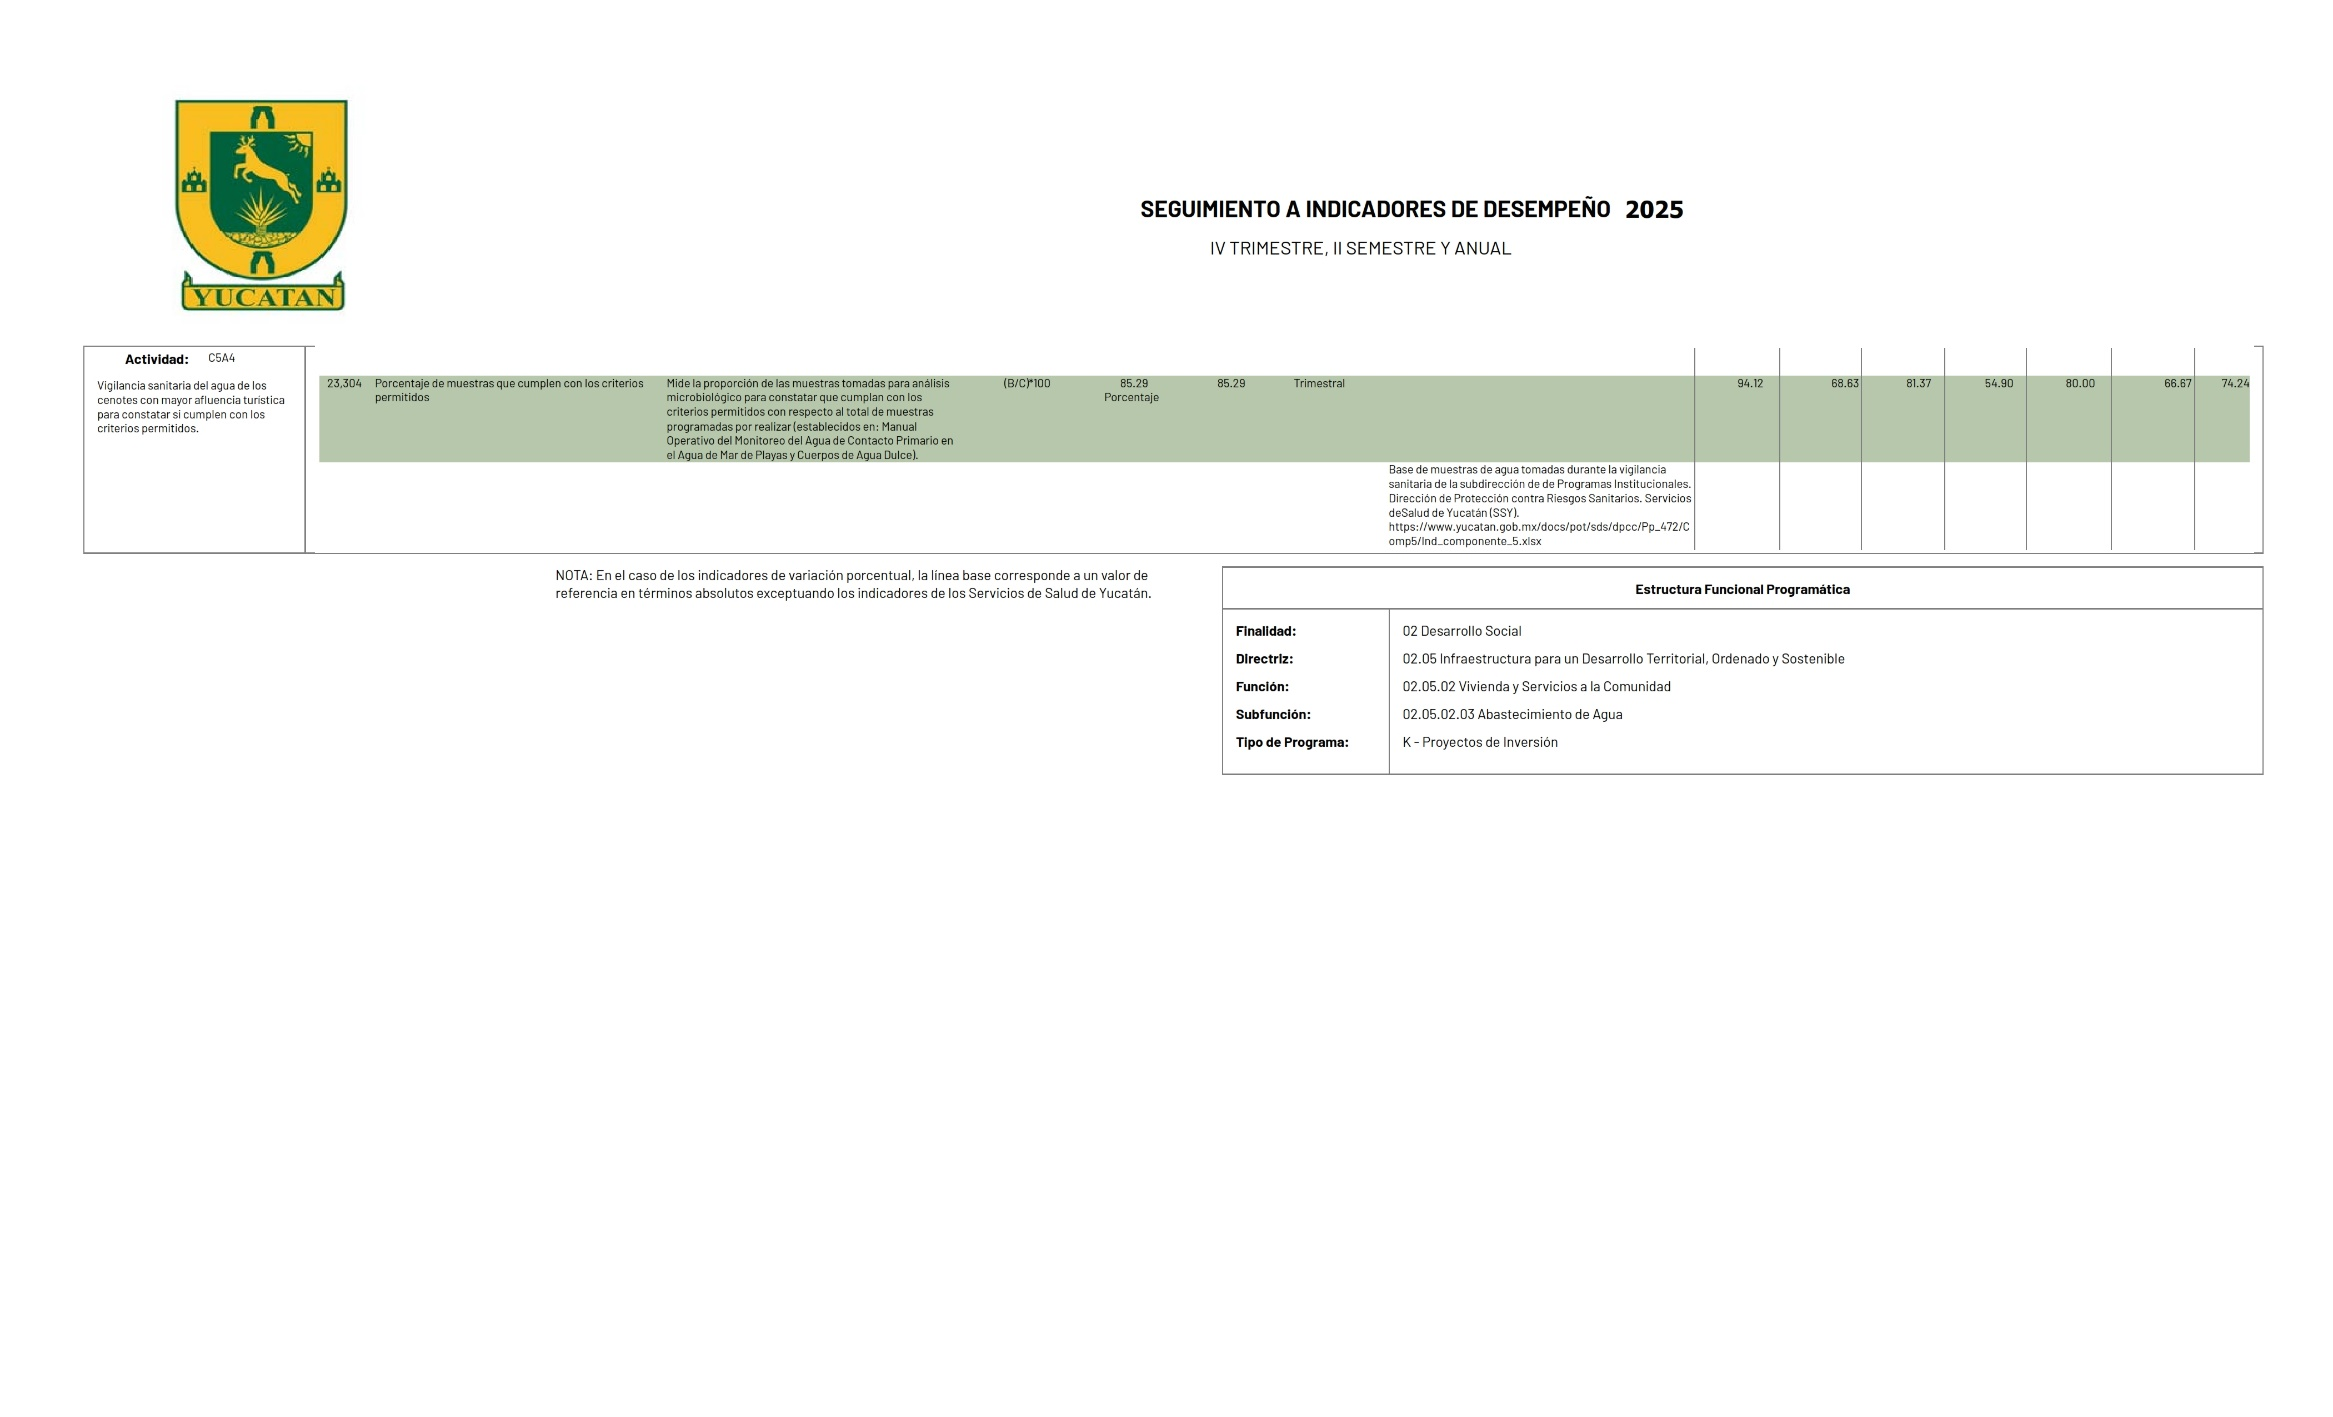 YUCATAN
SEGUIMIENTO A INDICADORES DE DESEMPEÑO 2025
IV TRIMESTRE, II SEMESTRE Y ANUAL
Actividad: C5A4
Vigilancia sanitaria del agua de los
cenotes con mayor afluencia turística
para constatar si cumplen con los
criterios permitidos.
23,304
Porcentaje de muestras que cumplen con los criterios
permitidos
Mide la proporción de las muestras tomadas para análisis
microbiológico para constatar que cumplan con los
criterios permitidos con respecto al total de muestras
programadas por realizar (establecidos en: Manual
Operativo del Monitoreo del Agua de Contacto Primario en
el Agua de Mar de Playas y Cuerpos de Agua Dulce).
(B/C)*100
85.29
Porcentaje
85.29
Trimestral
94.12
68.63
81.37
54.90
80.00
66.67
74.24
Base de muestras de agua tomadas durante la vigilancia
sanitaria de la subdirección de de Programas Institucionales.
Dirección de Protección contra Riesgos Sanitarios. Servicios
deSalud de Yucatán (SSY).
https://www.yucatan.gob.mx/docs/pot/sds/dpcc/Pp_472/C
omp5/Ind_componente_5.xlsx
NOTA: En el caso de los indicadores de variación porcentual, la línea base corresponde a un valor de
referencia en términos absolutos exceptuando los indicadores de los Servicios de Salud de Yucatán.
Estructura Funcional Programática
Finalidad: 02 Desarrollo Social
Directriz: 02.05 Infraestructura para un Desarrollo Territorial, Ordenado y Sostenible
Función: 02.05.02 Vivienda y Servicios a la Comunidad
Subfunción: 02.05.02.03 Abastecimiento de Agua
Tipo de Programa: K - Proyectos de Inversión